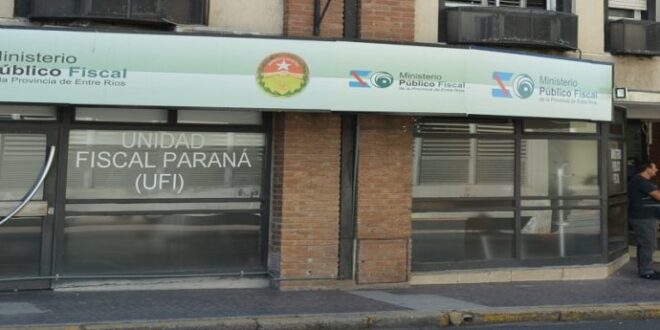 Ministerio
Público Fiscal
de la Provincia de Entre Ríos
Ministerio
Público Fiscal
de la Provincia de Entre Ríos
Ministerio
Público Fiscal
de la Provincia de Entre Ríos
UNIDAD
FISCAL PARANÁ
(UFI)